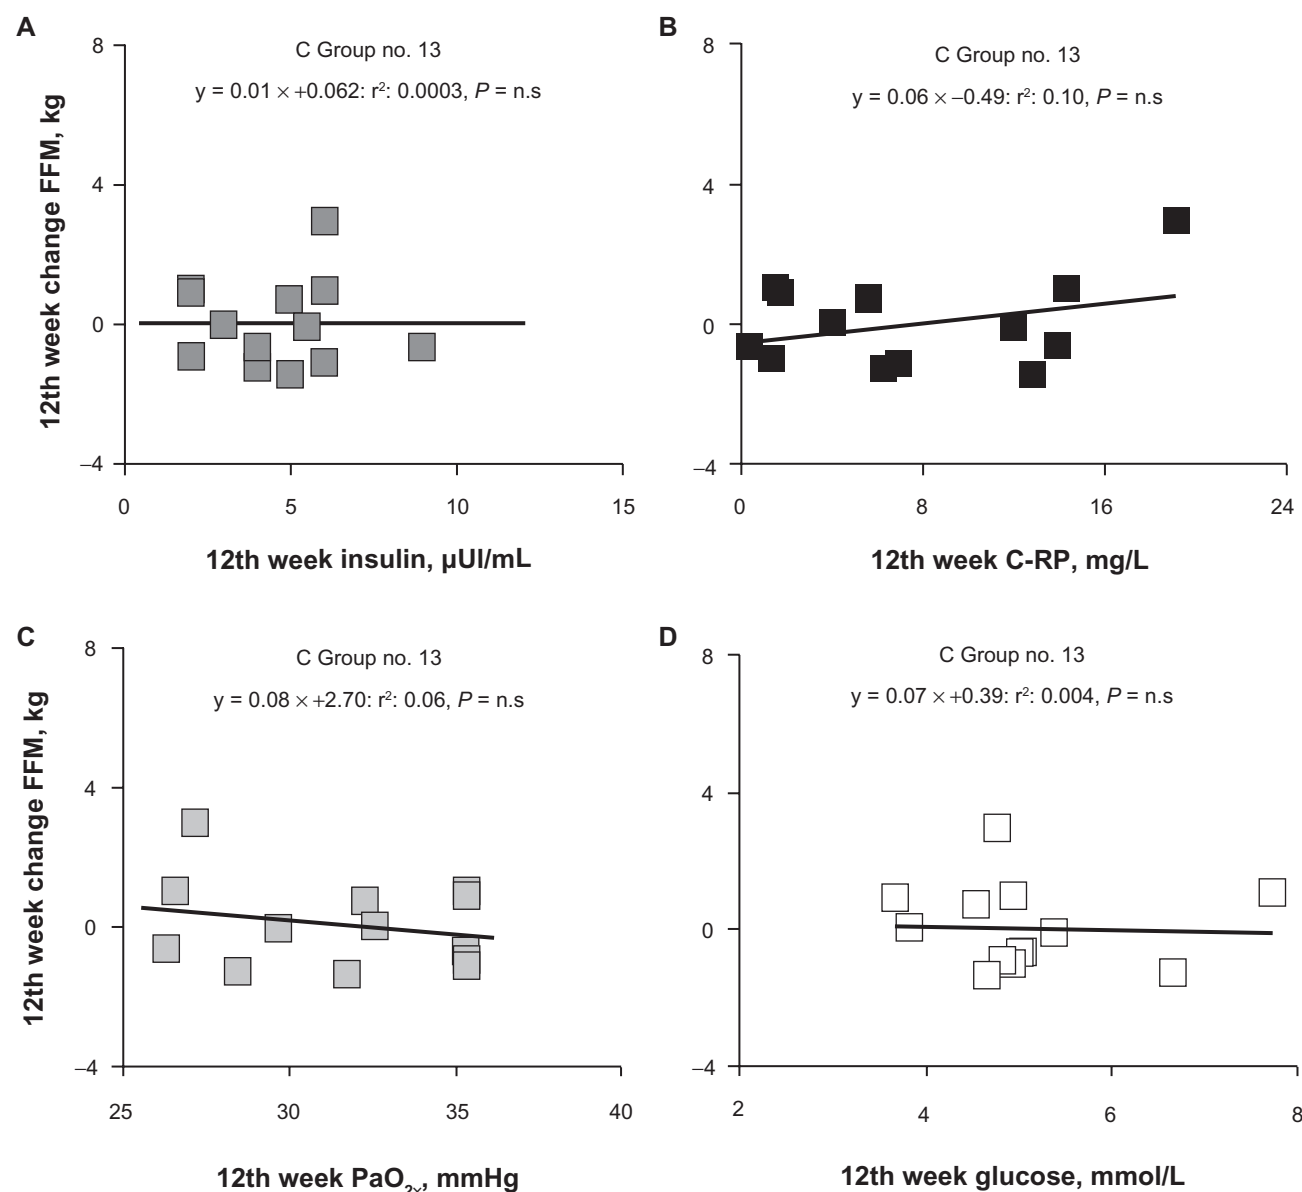 A
C Group no. 13
y = 0.01 × +0.062: r²: 0.0003, P = n.s
12th week change FFM, kg
8
4
0
–4
0 5 10 15
12th week insulin, µUI/mL
B
C Group no. 13
y = 0.06 × –0.49: r²: 0.10, P = n.s
8
4
0
–4
0 8 16 24
12th week C-RP, mg/L
C
C Group no. 13
y = 0.08 × +2.70: r²: 0.06, P = n.s
12th week change FFM, kg
8
4
0
–4
25 30 35 40
12th week PaO₂ₓ, mmHg
D
C Group no. 13
y = 0.07 × +0.39: r²: 0.004, P = n.s
8
4
0
–4
2 4 6 8
12th week glucose, mmol/L